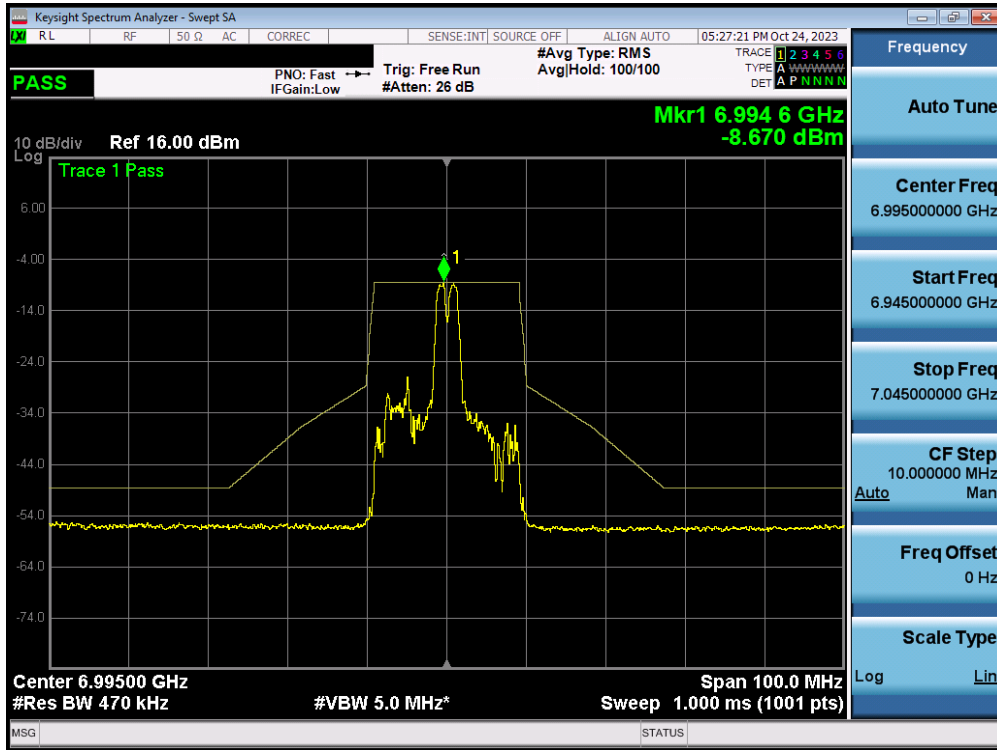 Keysight Spectrum Analyzer - Swept SA
LXI RL RF 50 Ω AC CORREC SENSE:INT SOURCE OFF ALIGN AUTO 05:27:21 PM Oct 24, 2023
PASS
PNO: Fast
IFGain:Low
Trig: Free Run
#Atten: 26 dB
#Avg Type: RMS
Avg|Hold: 100/100
TRACE 1 2 3 4 5 6
TYPE A WWWWW
DET A P N N N N
Mkr1 6.994 6 GHz
-8.670 dBm
10 dB/div
Log
Ref 16.00 dBm
Trace 1 Pass
1
6.00
-4.00
-14.0
-24.0
-34.0
-44.0
-54.0
-64.0
-74.0
Center 6.99500 GHz
Span 100.0 MHz
#Res BW 470 kHz
#VBW 5.0 MHz*
Sweep 1.000 ms (1001 pts)
MSG
STATUS
Frequency
Auto Tune
Center Freq
6.995000000 GHz
Start Freq
6.945000000 GHz
Stop Freq
7.045000000 GHz
CF Step
10.000000 MHz
Auto Man
Freq Offset
0 Hz
Scale Type
Log Lin